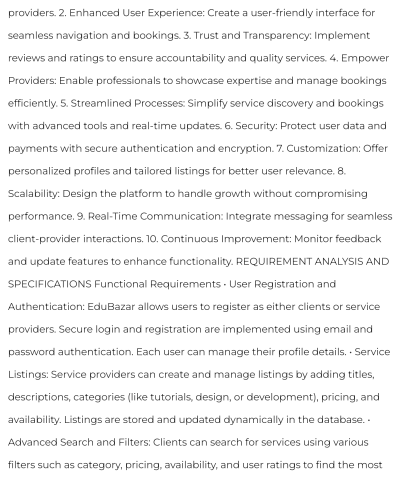 providers. 2. Enhanced User Experience: Create a user-friendly interface for
seamless navigation and bookings. 3. Trust and Transparency: Implement
reviews and ratings to ensure accountability and quality services. 4. Empower
Providers: Enable professionals to showcase expertise and manage bookings
efficiently. 5. Streamlined Processes: Simplify service discovery and bookings
with advanced tools and real-time updates. 6. Security: Protect user data and
payments with secure authentication and encryption. 7. Customization: Offer
personalized profiles and tailored listings for better user relevance. 8.
Scalability: Design the platform to handle growth without compromising
performance. 9. Real-Time Communication: Integrate messaging for seamless
client-provider interactions. 10. Continuous Improvement: Monitor feedback
and update features to enhance functionality. REQUIREMENT ANALYSIS AND
SPECIFICATIONS Functional Requirements • User Registration and
Authentication: EduBazar allows users to register as either clients or service
providers. Secure login and registration are implemented using email and
password authentication. Each user can manage their profile details. • Service
Listings: Service providers can create and manage listings by adding titles,
descriptions, categories (like tutorials, design, or development), pricing, and
availability. Listings are stored and updated dynamically in the database. •
Advanced Search and Filters: Clients can search for services using various
filters such as category, pricing, availability, and user ratings to find the most